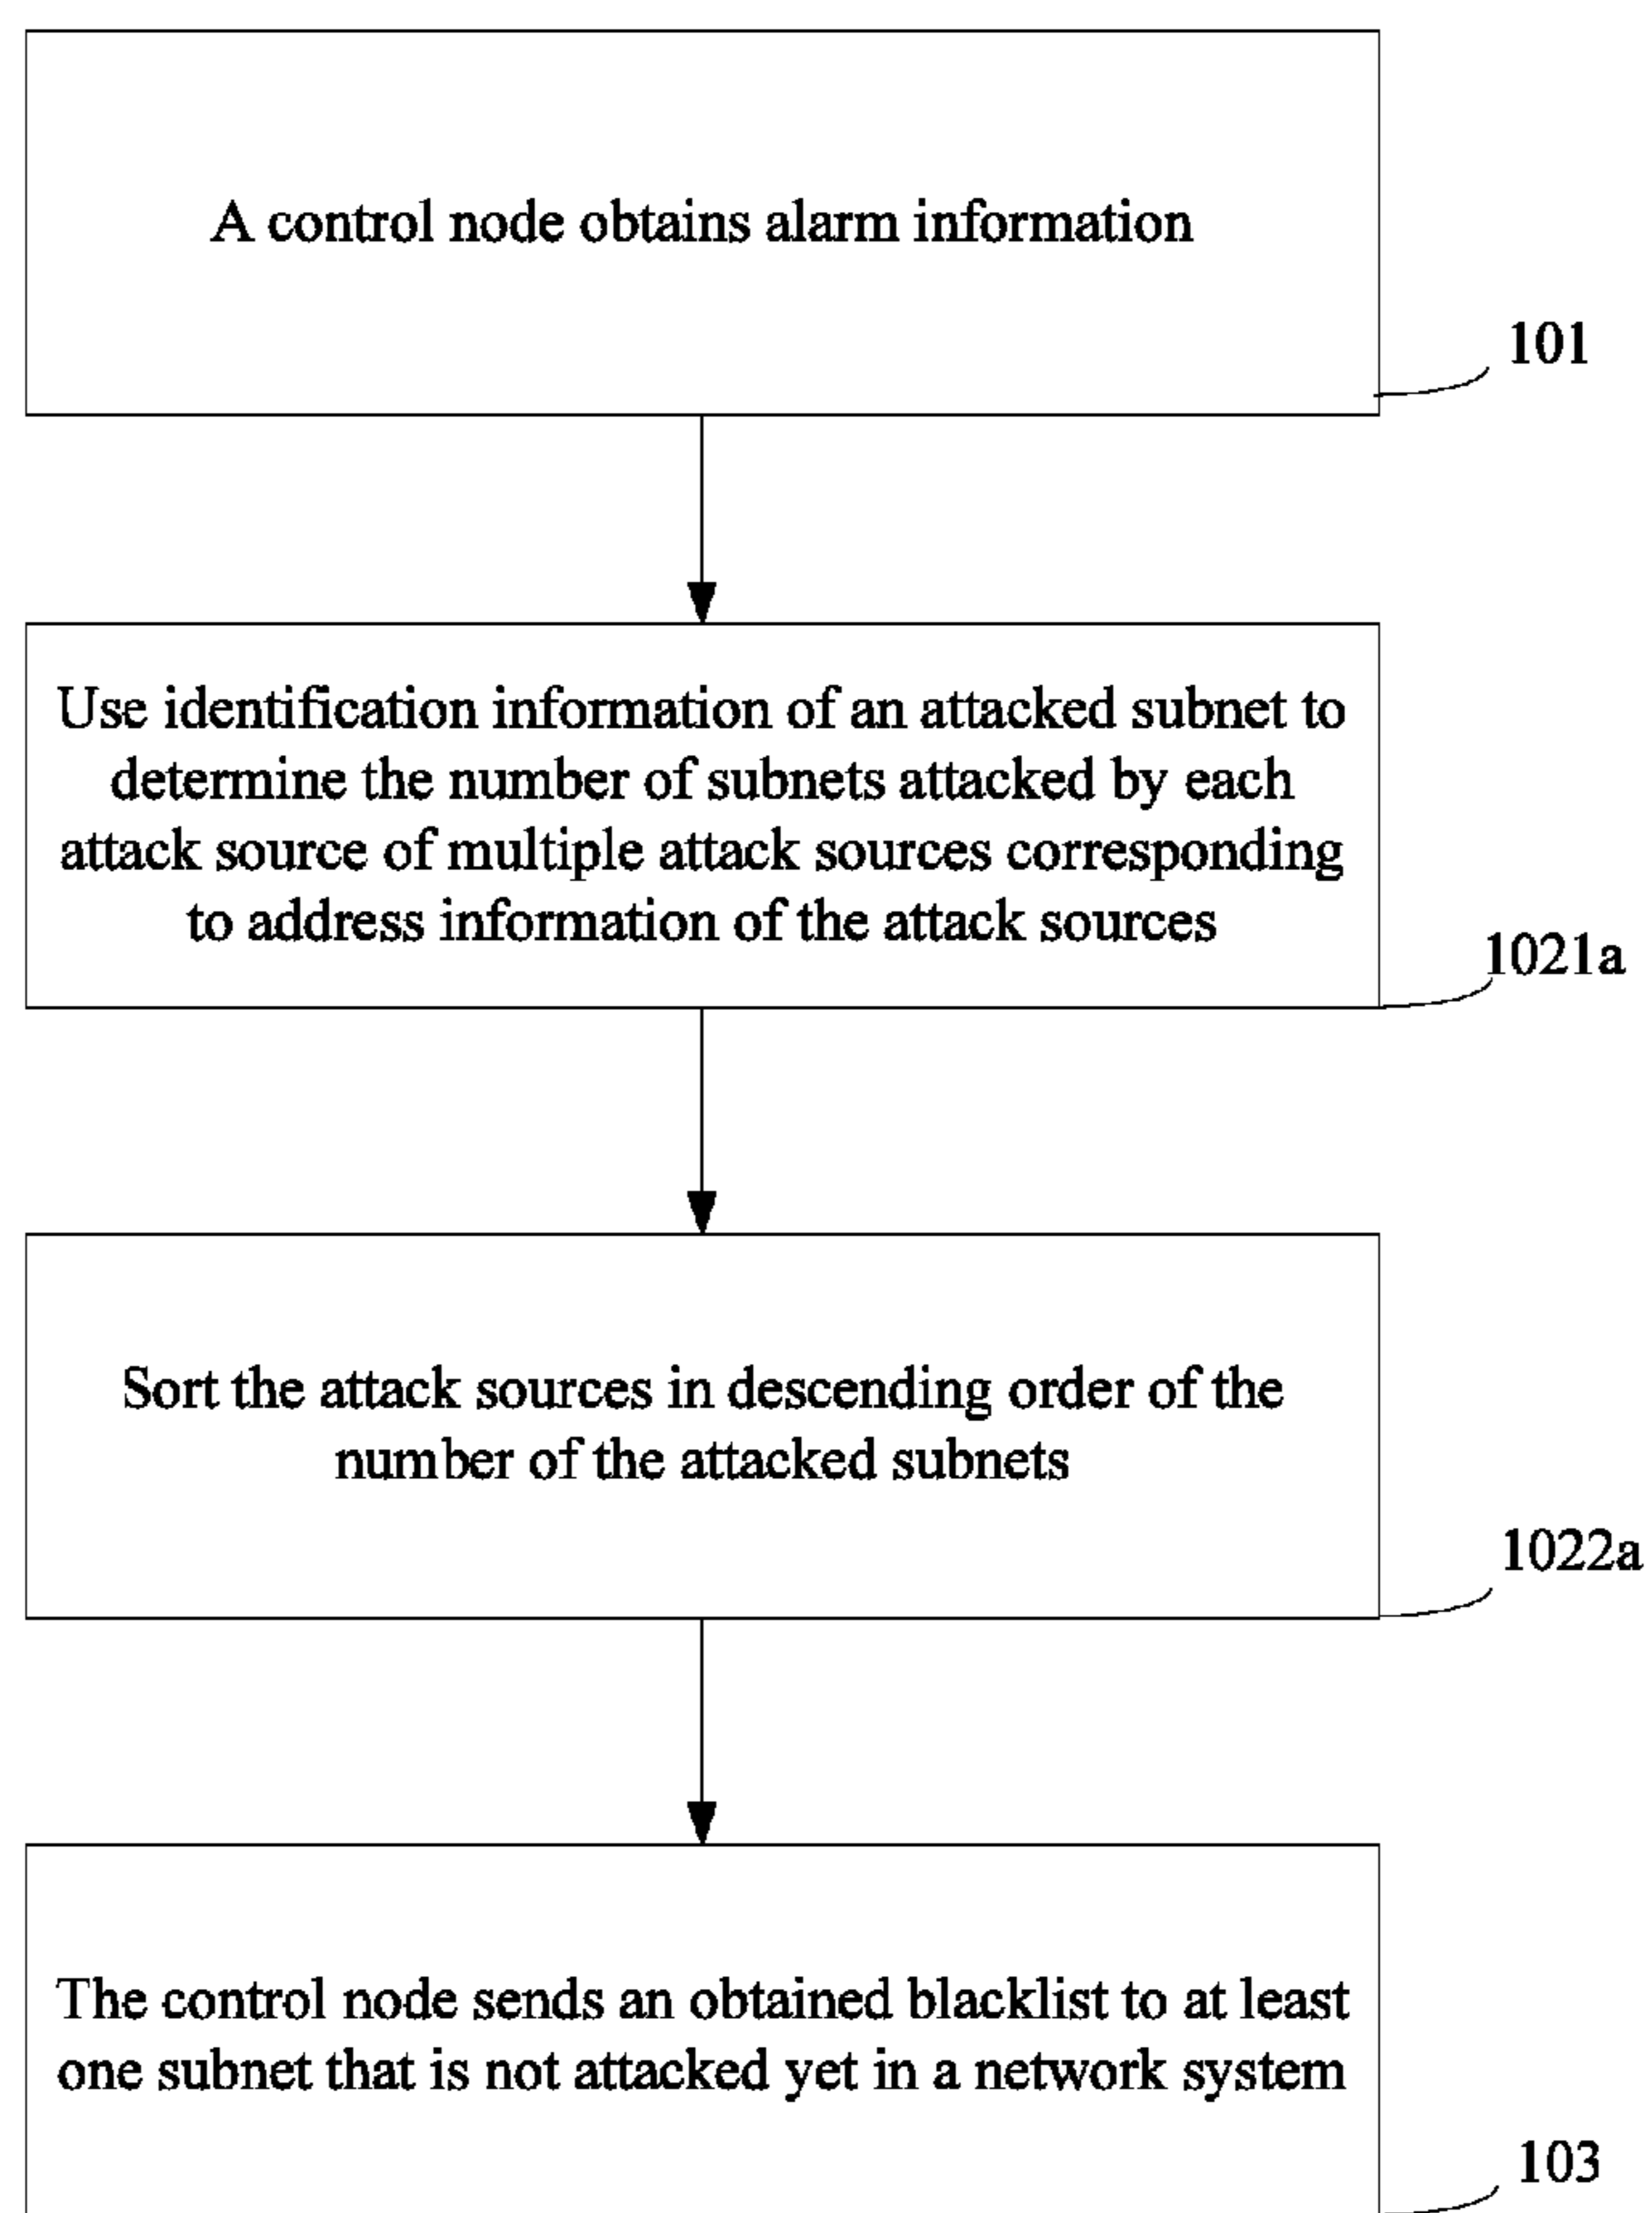 A control node obtains alarm information
101
Use identification information of an attacked subnet to
determine the number of subnets attacked by each
attack source of multiple attack sources corresponding
to address information of the attack sources
1021a
Sort the attack sources in descending order of the
number of the attacked subnets
1022a
The control node sends an obtained blacklist to at least
one subnet that is not attacked yet in a network system
103